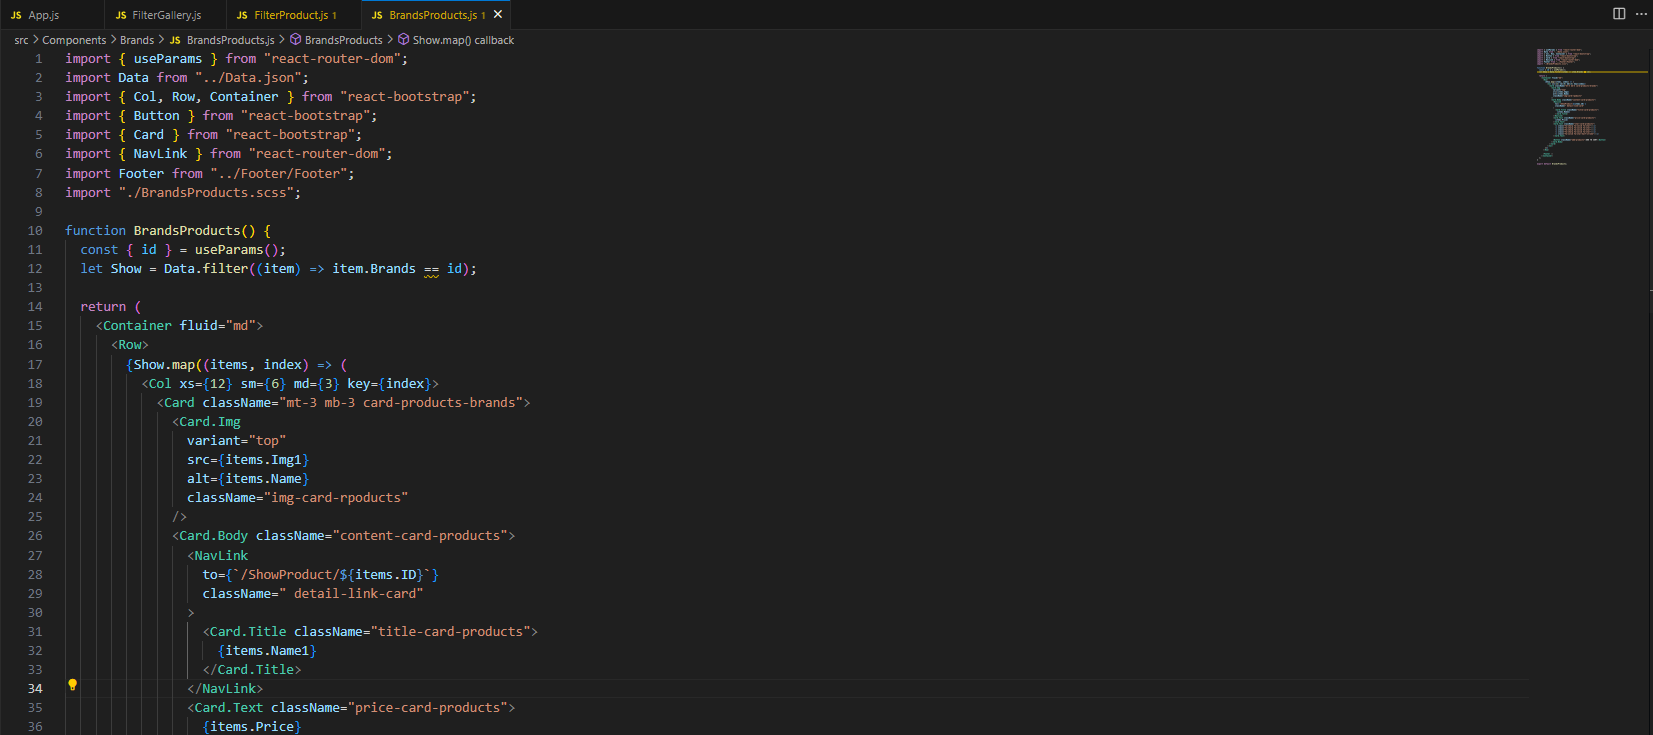 JS App.js JS FilterGallery.js JS FilterProduct.js 1 JS BrandsProducts.js 1
src > Components > Brands > JS BrandsProducts.js > BrandsProducts > Show.map() callback
1 import { useParams } from "react-router-dom";
2 import Data from "../Data.json";
3 import { Col, Row, Container } from "react-bootstrap";
4 import { Button } from "react-bootstrap";
5 import { Card } from "react-bootstrap";
6 import { NavLink } from "react-router-dom";
7 import Footer from "../Footer/Footer";
8 import "./BrandsProducts.scss";
9
10 function BrandsProducts() {
11 const { id } = useParams();
12 let Show = Data.filter((item) => item.Brands == id);
13
14 return (
15 <Container fluid="md">
16 <Row>
17 {Show.map((items, index) => (
18 <Col xs={12} sm={6} md={3} key={index}>
19 <Card className="mt-3 mb-3 card-products-brands">
20 <Card.Img
21 variant="top"
22 src={items.Img1}
23 alt={items.Name}
24 className="img-card-rpoducts"
25 />
26 <Card.Body className="content-card-products">
27 <NavLink
28 to={`/ShowProduct/${items.ID}`}
29 className=" detail-link-card"
30 >
31 <Card.Title className="title-card-products">
32 {items.Name1}
33 </Card.Title>
34 </NavLink>
35 <Card.Text className="price-card-products">
36 {items.Price}